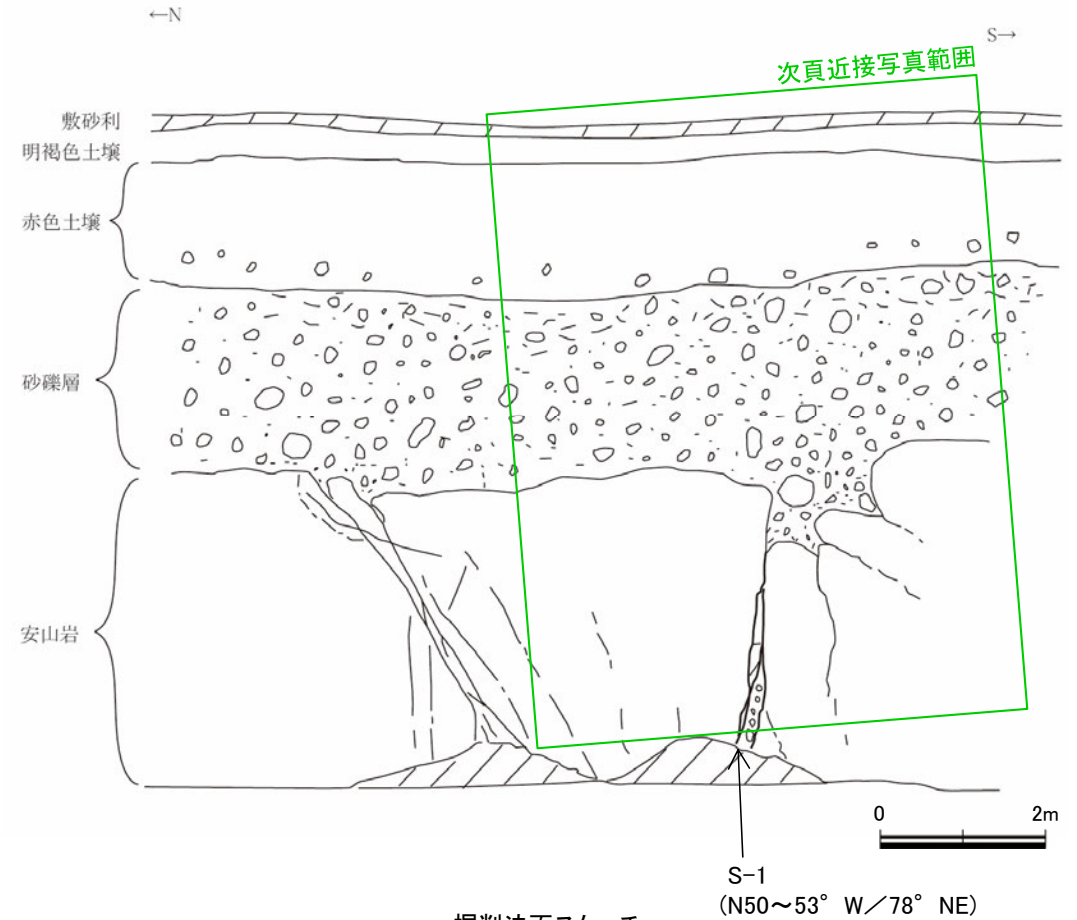 ←N
S→
次頁近接写真範囲
敷砂利
明褐色土壌
赤色土壌
砂礫層
安山岩
0 2m
S-1
(N50~53°W/78°NE)